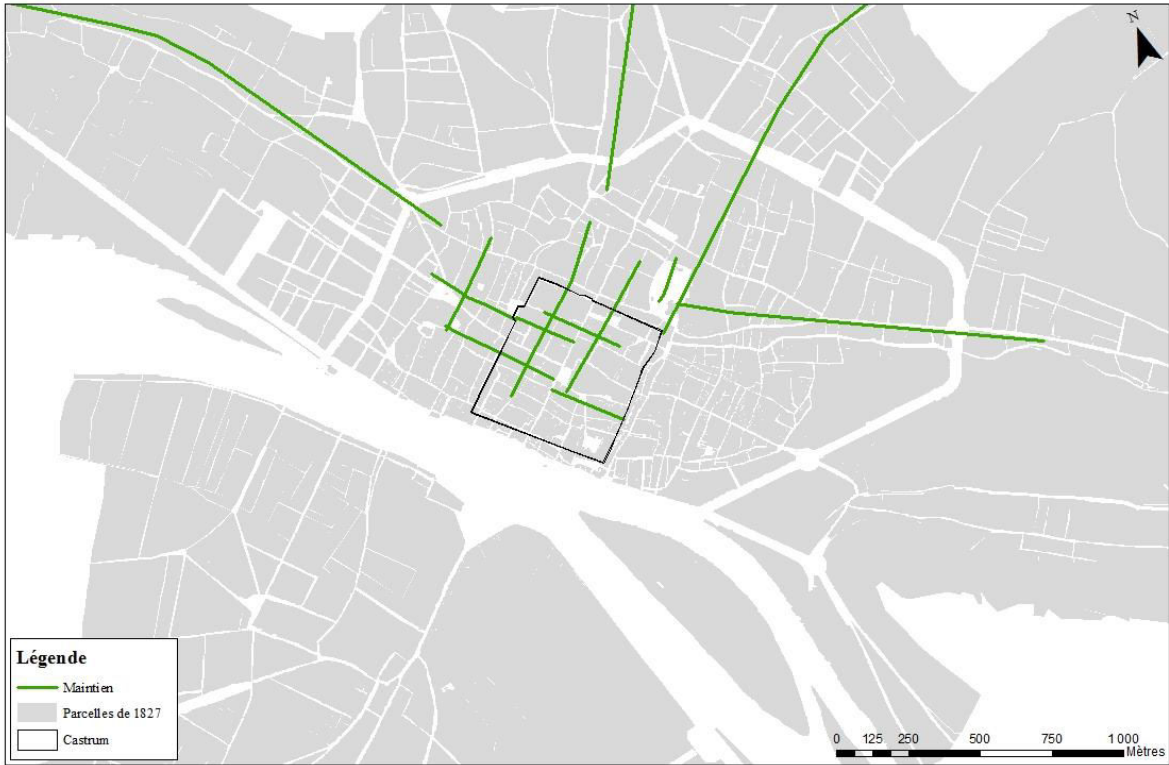 N
Légende
Maintien
Parcelles de 1827
Castrum
0 125 250 500 750 1 000
Mètres